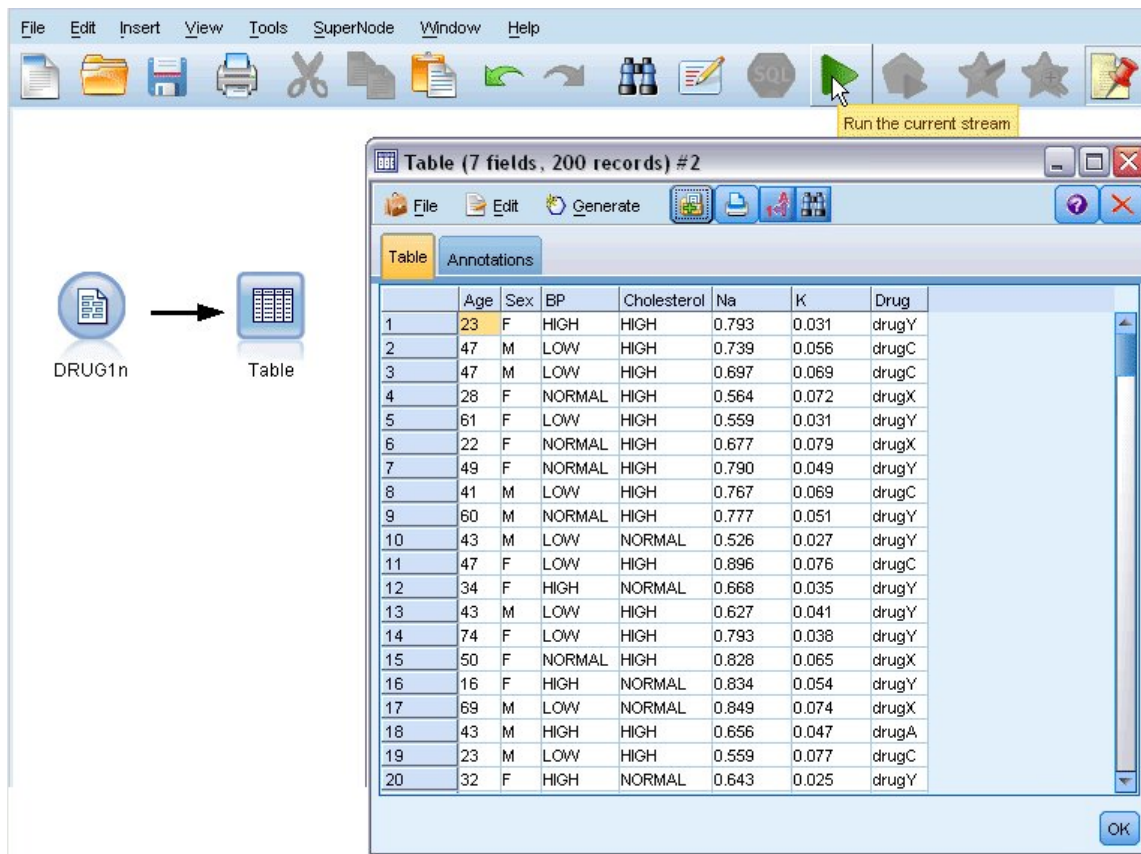 File Edit Insert View Tools SuperNode Window Help
SQL
Run the current stream
Table (7 fields, 200 records) #2
File Edit Generate
Table Annotations
Age Sex BP Cholesterol Na K Drug
1 23 F HIGH HIGH 0.793 0.031 drugY
2 47 M LOW HIGH 0.739 0.056 drugC
3 47 M LOW HIGH 0.697 0.069 drugC
4 28 F NORMAL HIGH 0.564 0.072 drugX
5 61 F LOW HIGH 0.559 0.031 drugY
6 22 F NORMAL HIGH 0.677 0.079 drugX
7 49 F NORMAL HIGH 0.790 0.049 drugY
8 41 M LOW HIGH 0.767 0.069 drugC
9 60 M NORMAL HIGH 0.777 0.051 drugY
10 43 M LOW NORMAL 0.526 0.027 drugY
11 47 F LOW HIGH 0.896 0.076 drugC
12 34 F HIGH NORMAL 0.668 0.035 drugY
13 43 M LOW HIGH 0.627 0.041 drugY
14 74 F LOW HIGH 0.793 0.038 drugY
15 50 F NORMAL HIGH 0.828 0.065 drugX
16 16 F HIGH NORMAL 0.834 0.054 drugY
17 69 M LOW NORMAL 0.849 0.074 drugX
18 43 M HIGH HIGH 0.656 0.047 drugA
19 23 M LOW HIGH 0.559 0.077 drugC
20 32 F HIGH NORMAL 0.643 0.025 drugY
DRUG1n
Table
OK